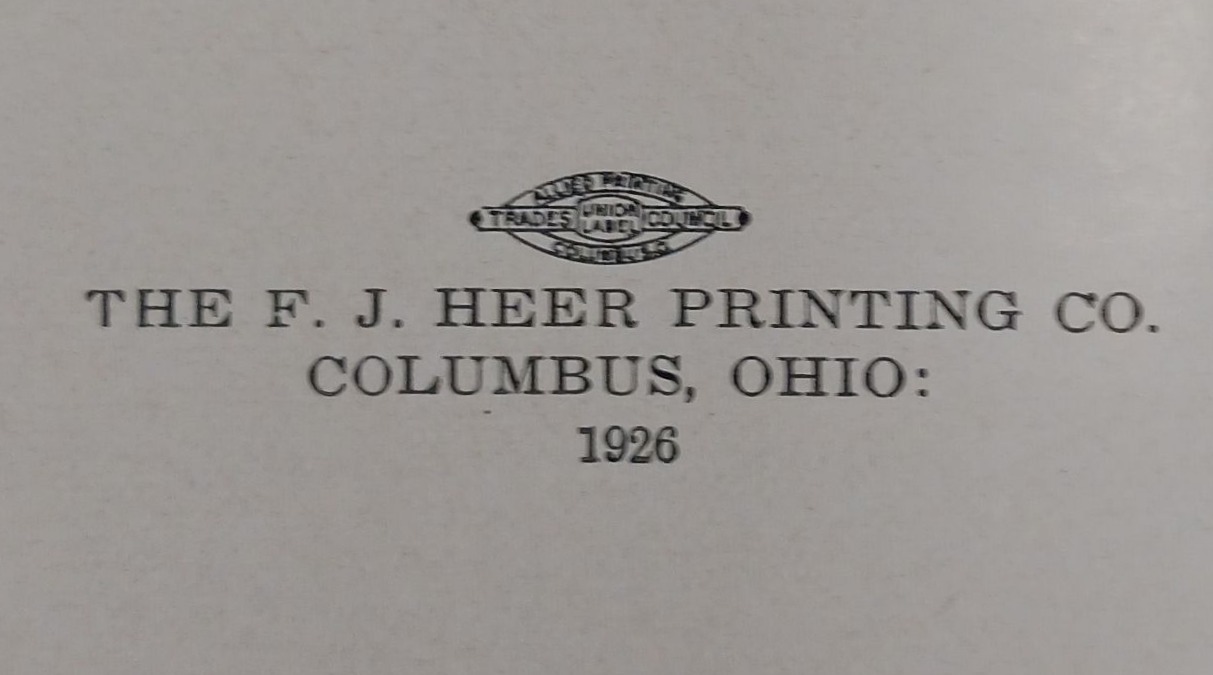 ALLIED PRINTING
TRADES UNION LABEL COUNCIL
COLUMBUS.O.
THE F. J. HEER PRINTING CO.
COLUMBUS, OHIO:
1926